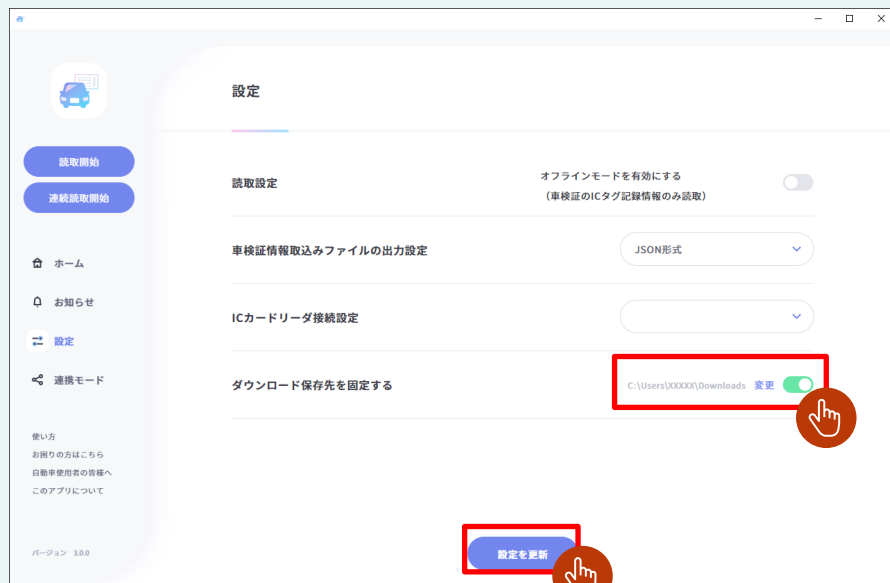 設定
読取開始
連続読取開始
読取設定
オフラインモードを有効にする
（車検証のICタグ記録情報のみ読取）
車検証情報取込みファイルの出力設定
JSON形式
ホーム
お知らせ
ICカードリーダ接続設定
設定
連携モード
ダウンロード保存先を固定する
C:\Users\XXXXX\Downloads 変更
使い方
お困りの方はこちら
自動車使用者の皆様へ
このアプリについて
バージョン 3.0.0
設定を更新